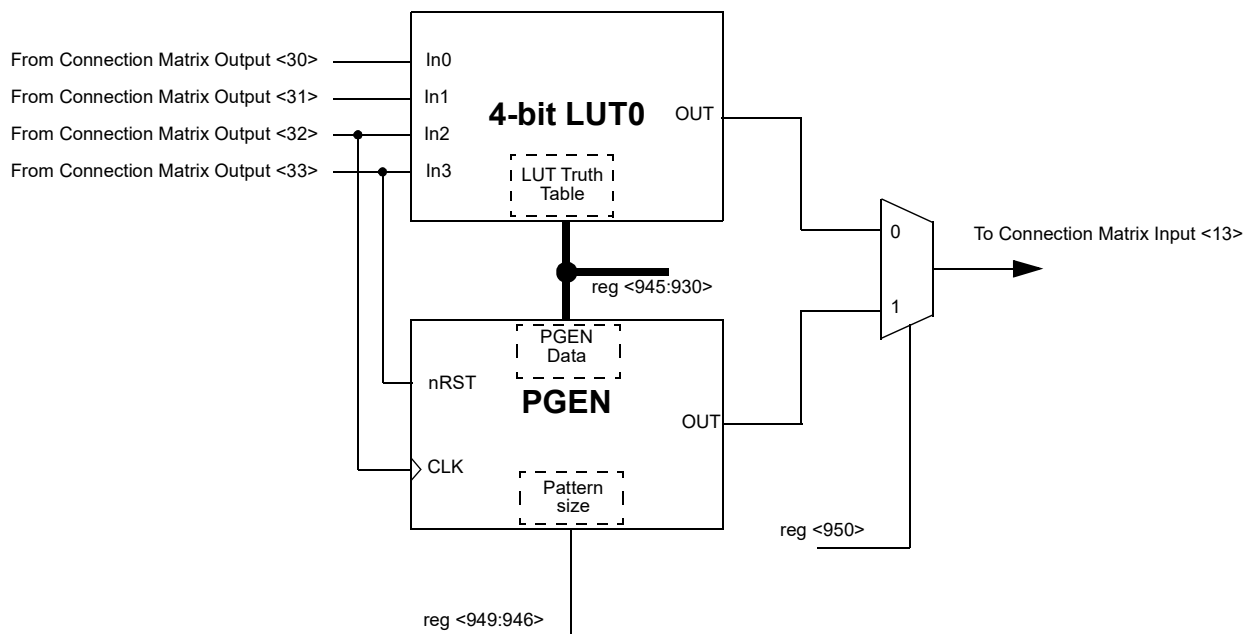 From Connection Matrix Output <30>
In0
From Connection Matrix Output <31>
In1
4-bit LUT0
OUT
From Connection Matrix Output <32>
In2
From Connection Matrix Output <33>
In3
LUT Truth
Table
0
To Connection Matrix Input <13>
reg <945:930>
1
PGEN
Data
nRST
PGEN
OUT
CLK
Pattern
size
reg <950>
reg <949:946>